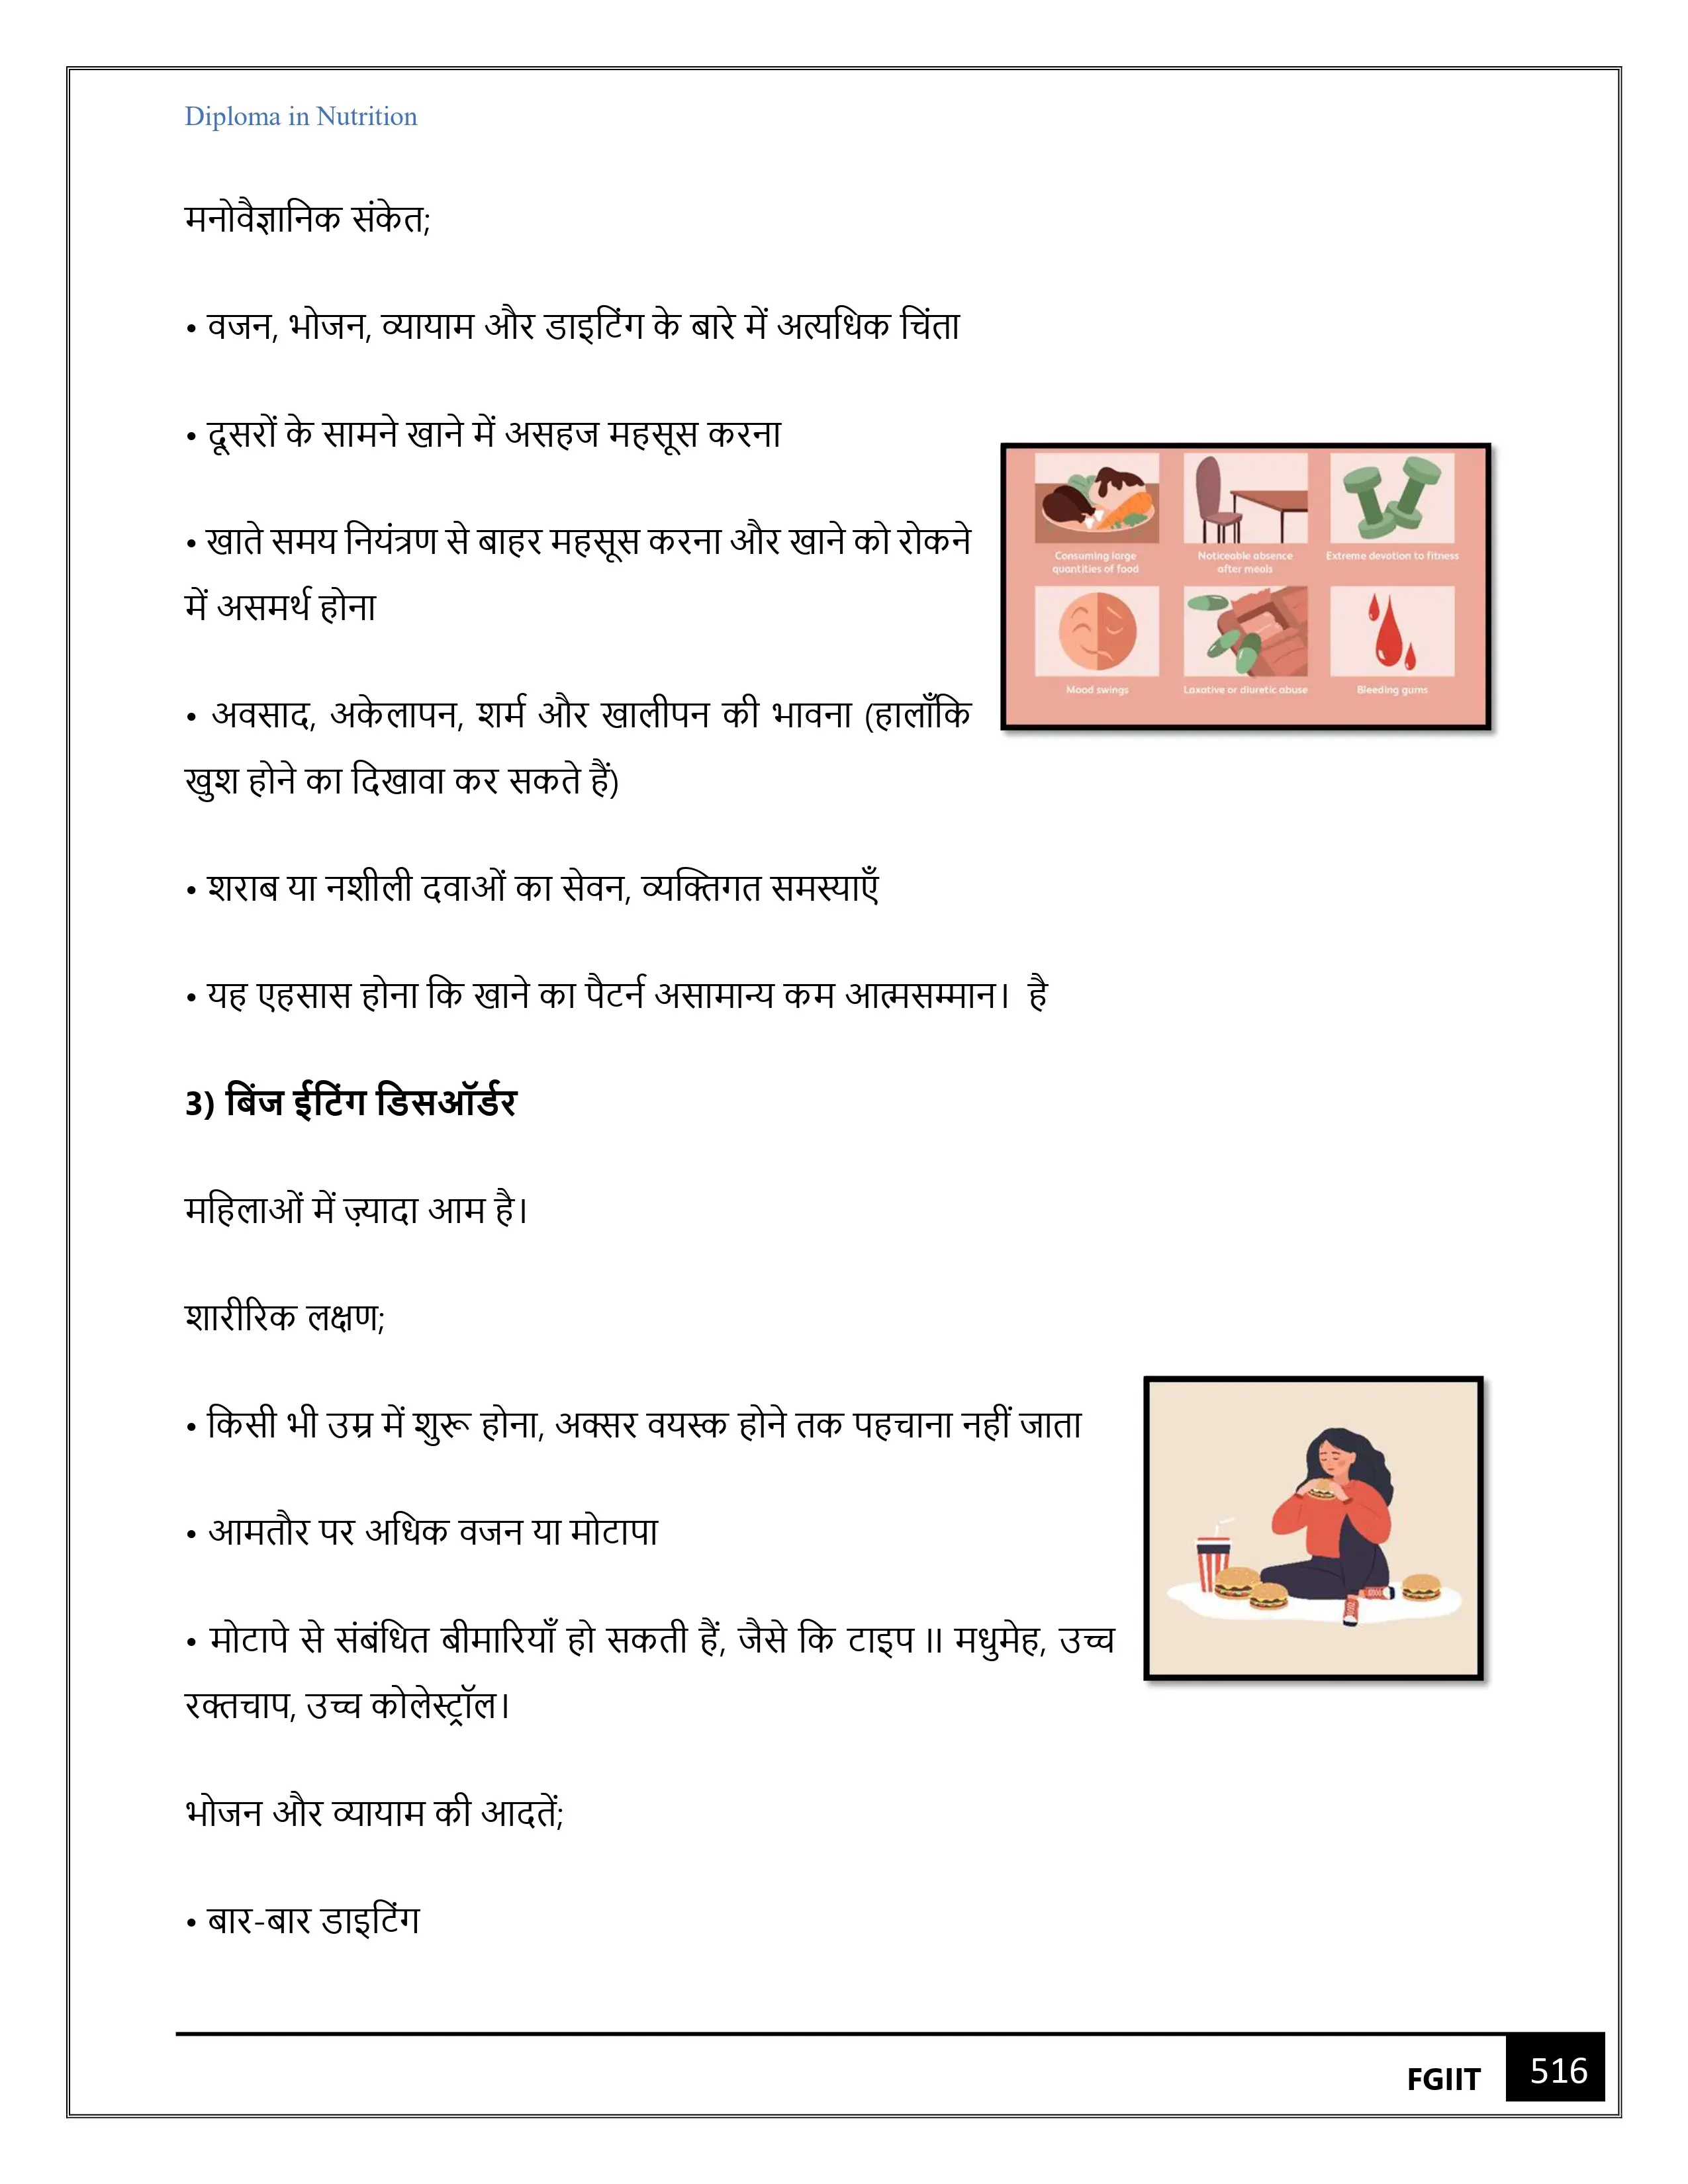 Diploma in Nutrition
मनोवैज्ञानिक संकेत;
• वजन, भोजन, व्यायाम और डाइटिंग के बारे में अत्यधिक चिंता
• दूसरों के सामने खाने में असहज महसूस करना
• खाते समय नियंत्रण से बाहर महसूस करना और खाने को रोकने
में असमर्थ होना
• अवसाद, अकेलापन, शर्म और खालीपन की भावना (हालाँकि
खुश होने का दिखावा कर सकते हैं)
Consuming large
quantities of food
Noticeable absence
after meals
Extreme devotion to fitness
Mood swings
Laxative or diuretic abuse
Bleeding gums
• शराब या नशीली दवाओं का सेवन, व्यक्तिगत समस्याएँ
• यह एहसास होना कि खाने का पैटर्न असामान्य कम आत्मसम्मान। है
3) बिंज ईटिंग डिसऑर्डर
महिलाओं में ज़्यादा आम है।
शारीरिक लक्षण;
• किसी भी उम्र में शुरू होना, अक्सर वयस्क होने तक पहचाना नहीं जाता
• आमतौर पर अधिक वजन या मोटापा
• मोटापे से संबंधित बीमारियाँ हो सकती हैं, जैसे कि टाइप II मधुमेह, उच्च
रक्तचाप, उच्च कोलेस्ट्रॉल।
भोजन और व्यायाम की आदतें;
• बार-बार डाइटिंग
FGIIT 516